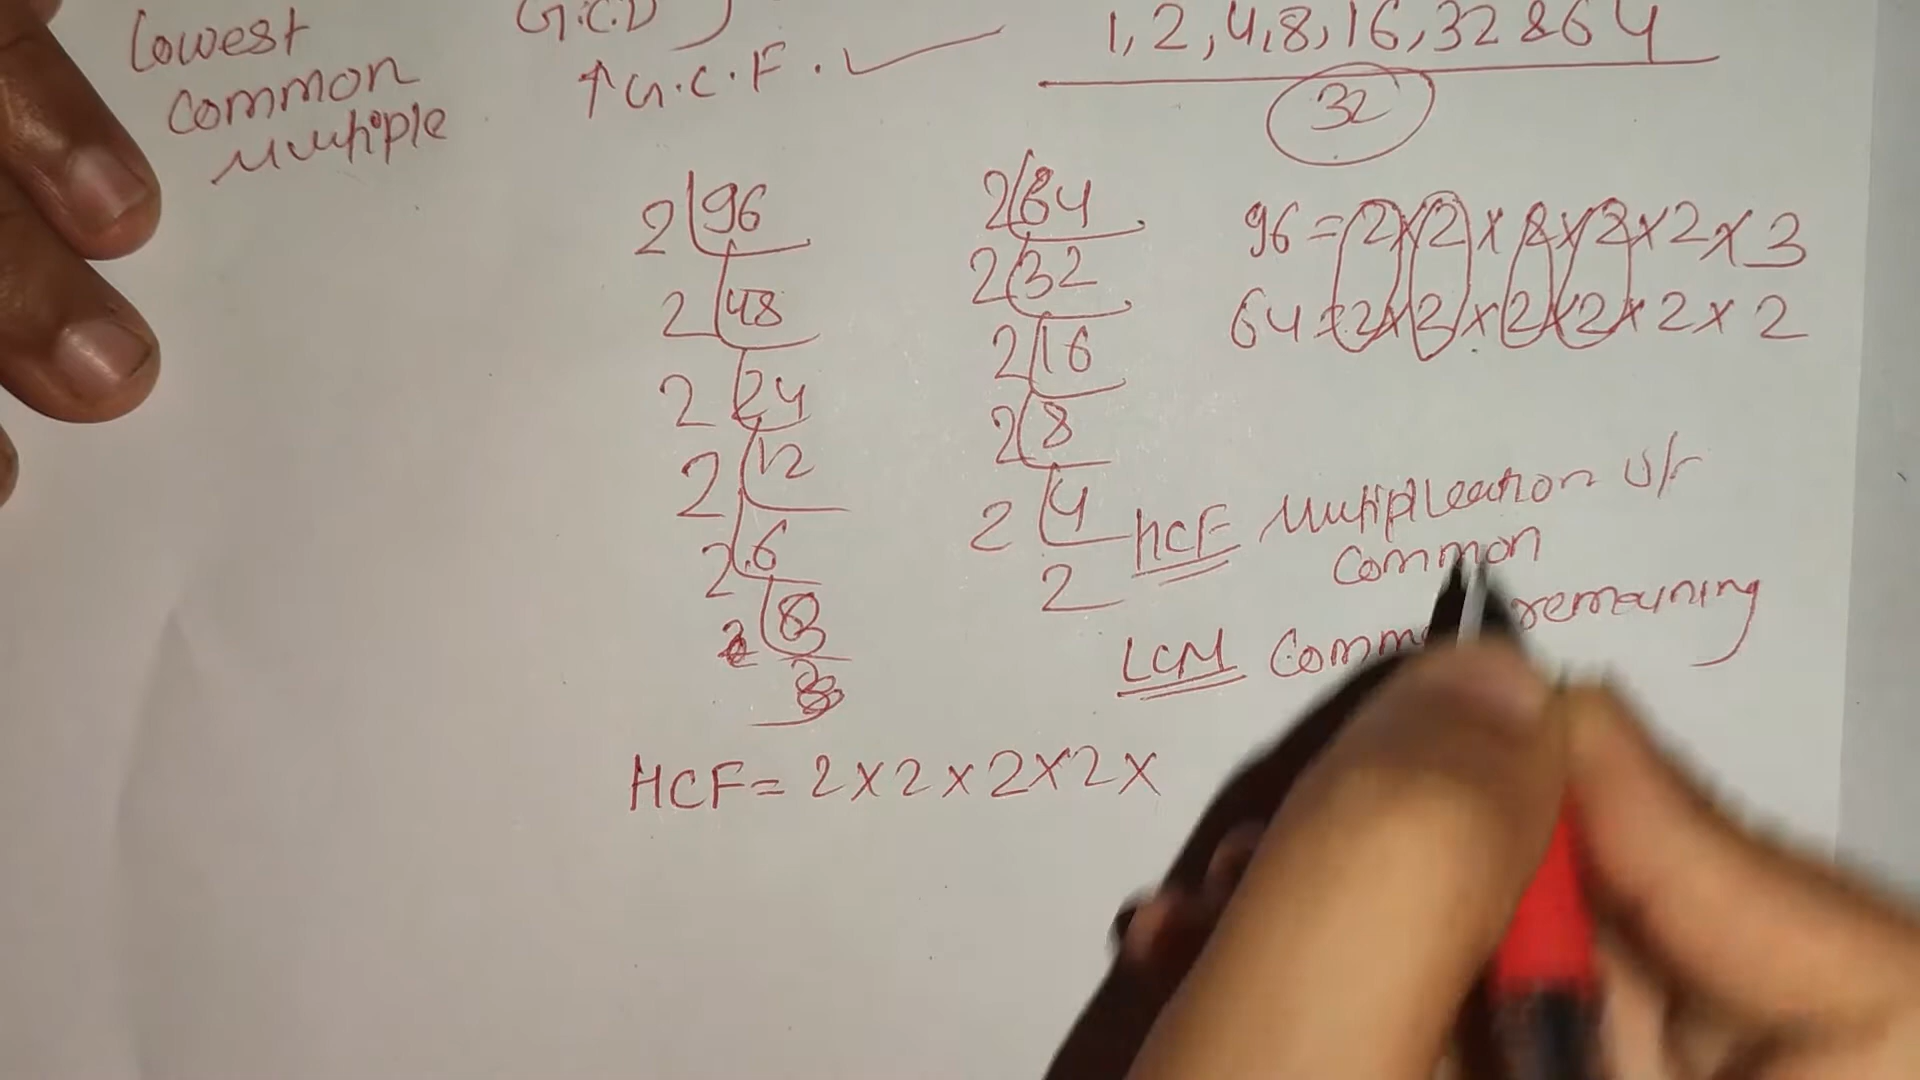 Lowest
Common
Multiple
G.C.D
G.C.F.
1,2,4,8,16,32 & 64
32
2 96
2 48
2 24
2 12
2 6
3
2 64
2 32
2 16
2 8
2 4
2
96=2×2×2×2×2×3
64=2×2×2×2×2×2
HCF Multiplication
Common
LCM remaining
HCF=2×2×2×2×